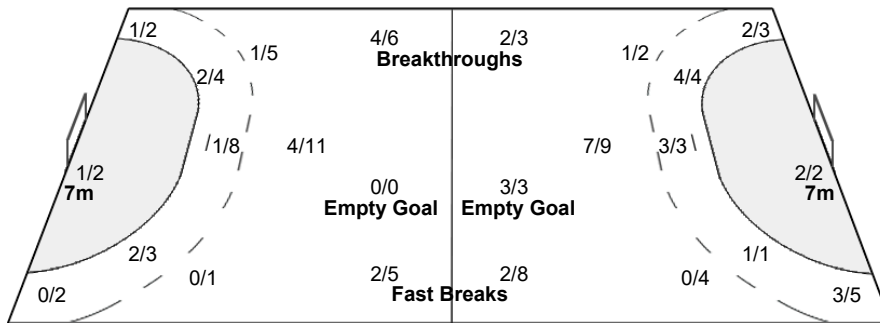 1/2 4/6 2/3 2/3
1/5 1/2
Breakthroughs
2/4 4/4
1/8 4/11 7/9 3/3
1/2 2/2
7m 7m
0/0 3/3
Empty Goal Empty Goal
2/3 1/1
0/1 2/5 2/8 0/4
Fast Breaks
0/2 3/5